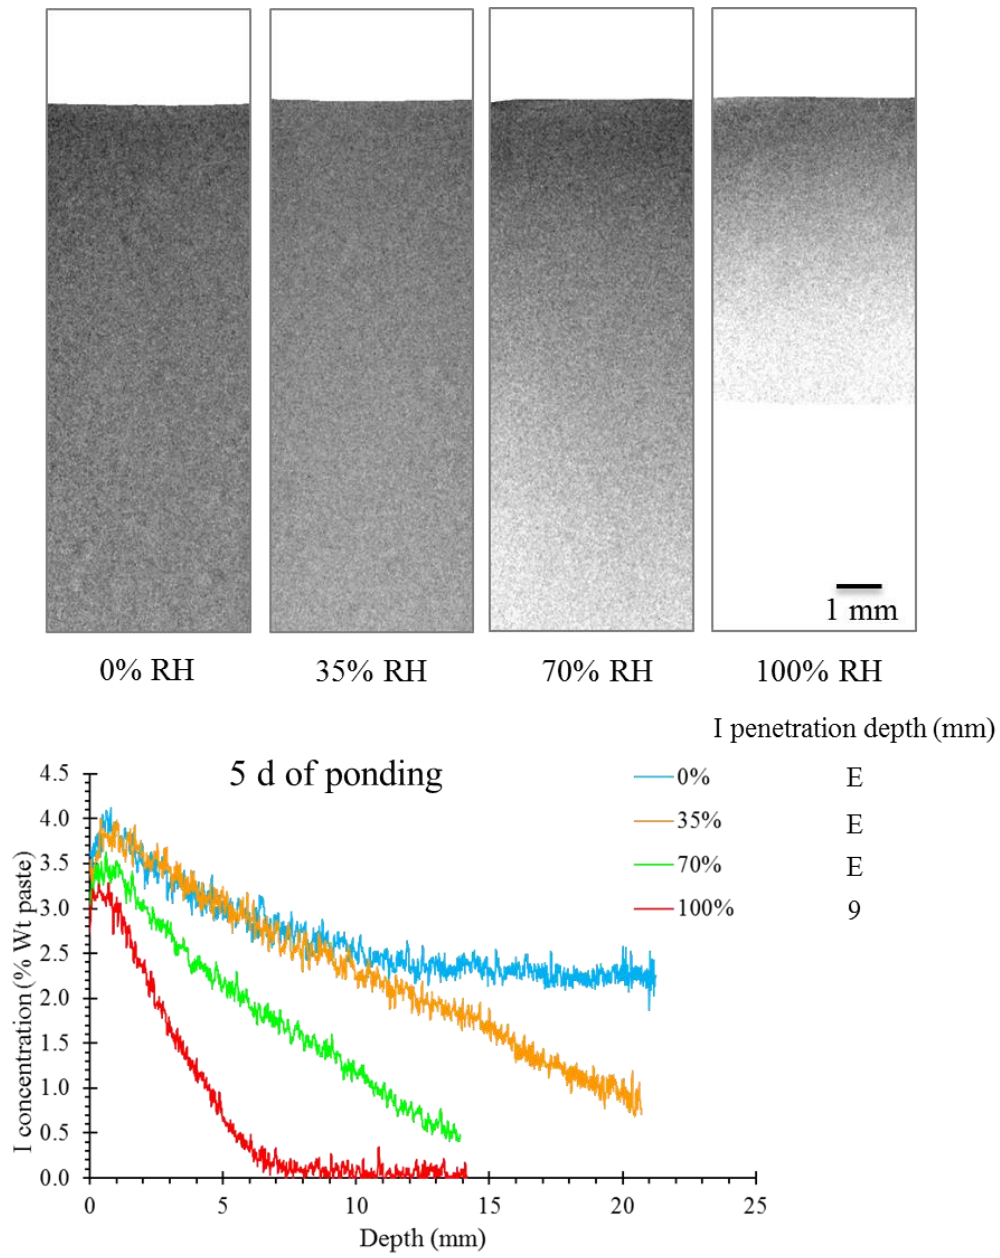 1 mm
0% RH 35% RH 70% RH 100% RH
I penetration depth (mm)
5 d of ponding
0% E
35% E
70% E
100% 9
I concentration (% Wt paste)
4.5
4.0
3.5
3.0
2.5
2.0
1.5
1.0
0.5
0.0
0 5 10 15 20 25
Depth (mm)